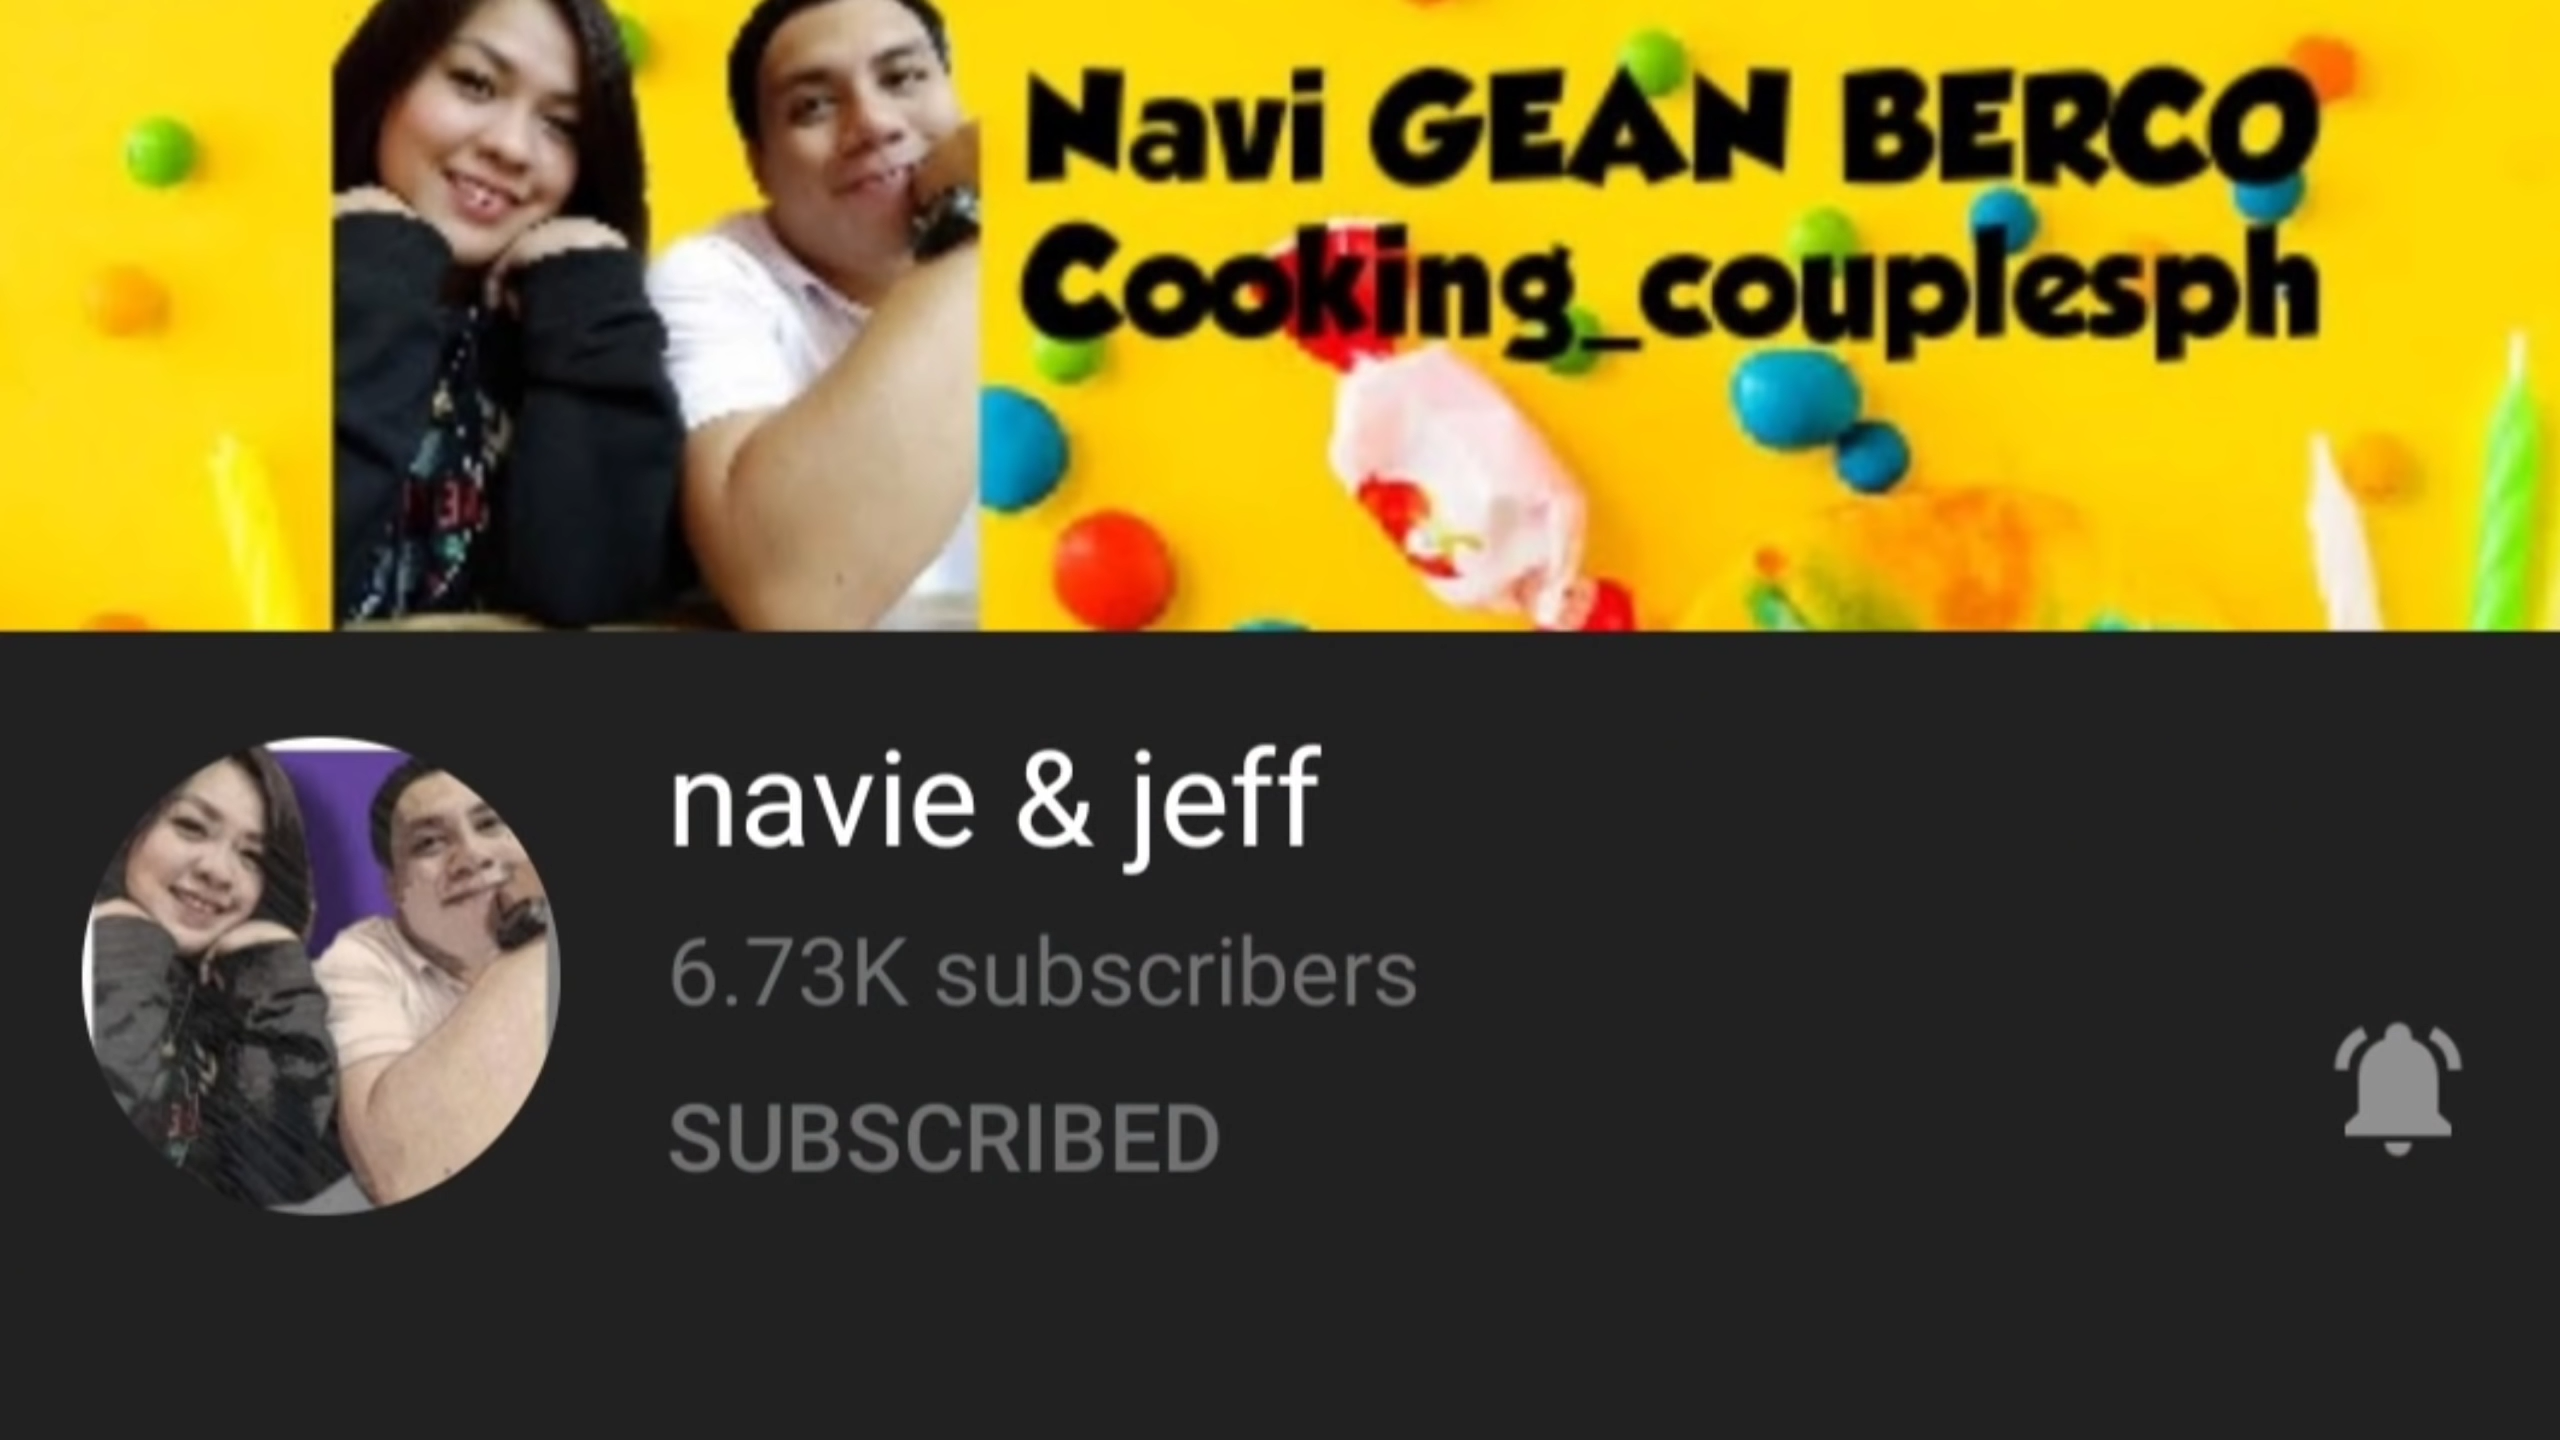 Navi GEAN BERCO
Cooking_couplesph
navie & jeff
6.73K subscribers
SUBSCRIBED